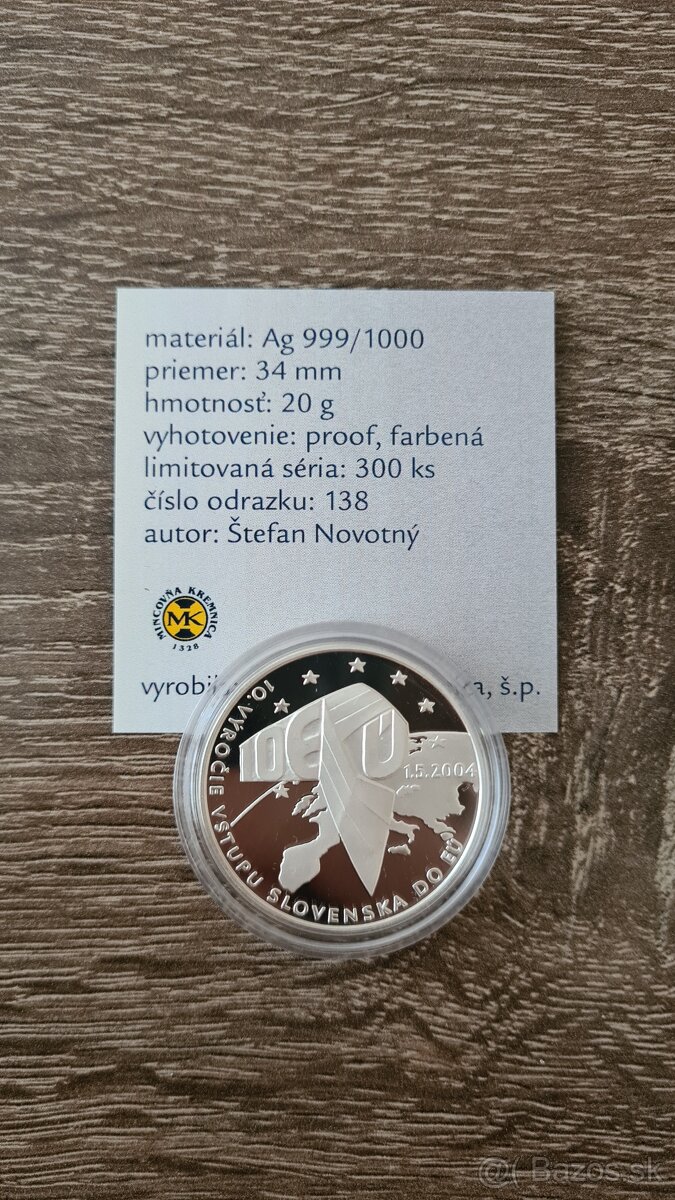 materiál: Ag 999/1000
priemer: 34 mm
hmotnosť: 20 g
vyhotovenie: proof, farbená
limitovaná séria: 300 ks
číslo odrazku: 138
autor: Štefan Novotný
MINCOVŇA KREMNICA
MK
1328
š.p.
10. VÝROČIE VSTUPU SLOVENSKA DO EÚ
1.5.2004
Bazos.sk